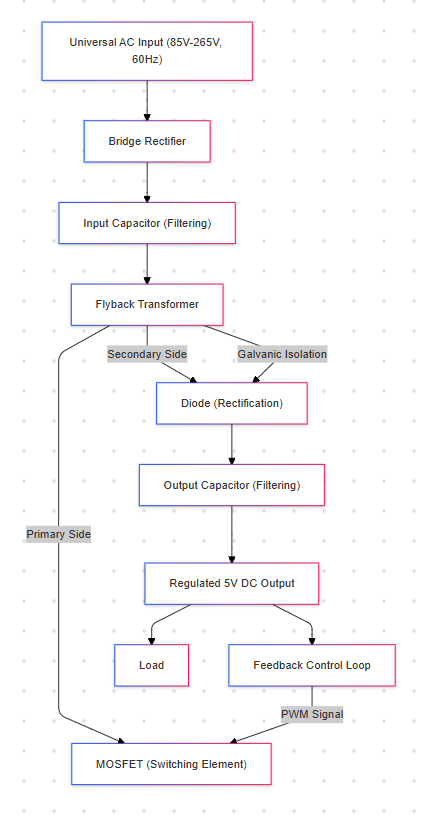 Universal AC Input (85V-265V,
60Hz)
Bridge Rectifier
Input Capacitor (Filtering)
Flyback Transformer
Secondary Side
Galvanic Isolation
Diode (Rectification)
Output Capacitor (Filtering)
Primary Side
Regulated 5V DC Output
Load
Feedback Control Loop
PWM Signal
MOSFET (Switching Element)